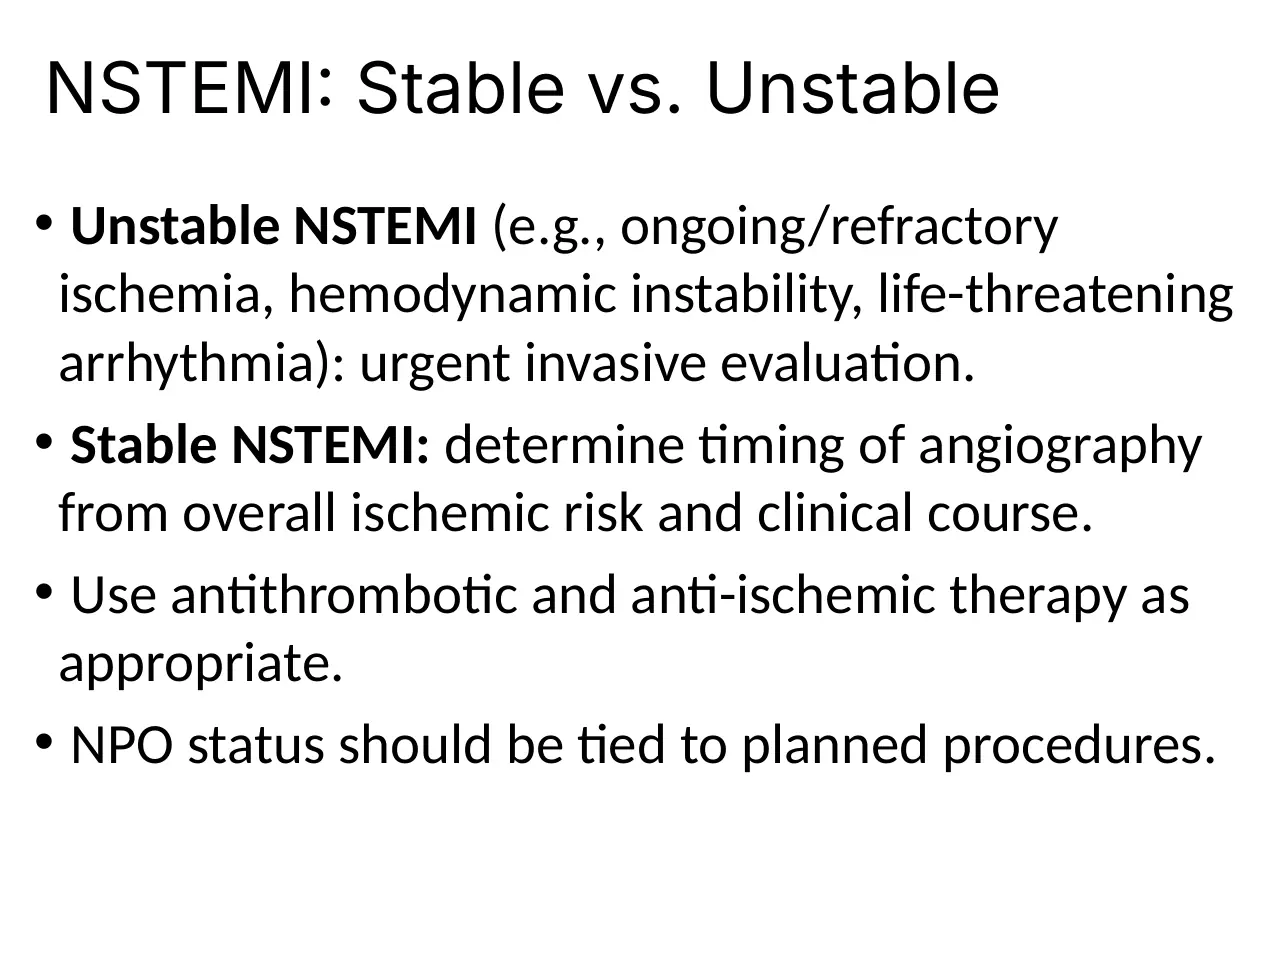 NSTEMI: Stable vs. Unstable
• Unstable NSTEMI (e.g., ongoing/refractory
ischemia, hemodynamic instability, life-threatening
arrhythmia): urgent invasive evaluation.
• Stable NSTEMI: determine timing of angiography
from overall ischemic risk and clinical course.
• Use antithrombotic and anti-ischemic therapy as
appropriate.
• NPO status should be tied to planned procedures.